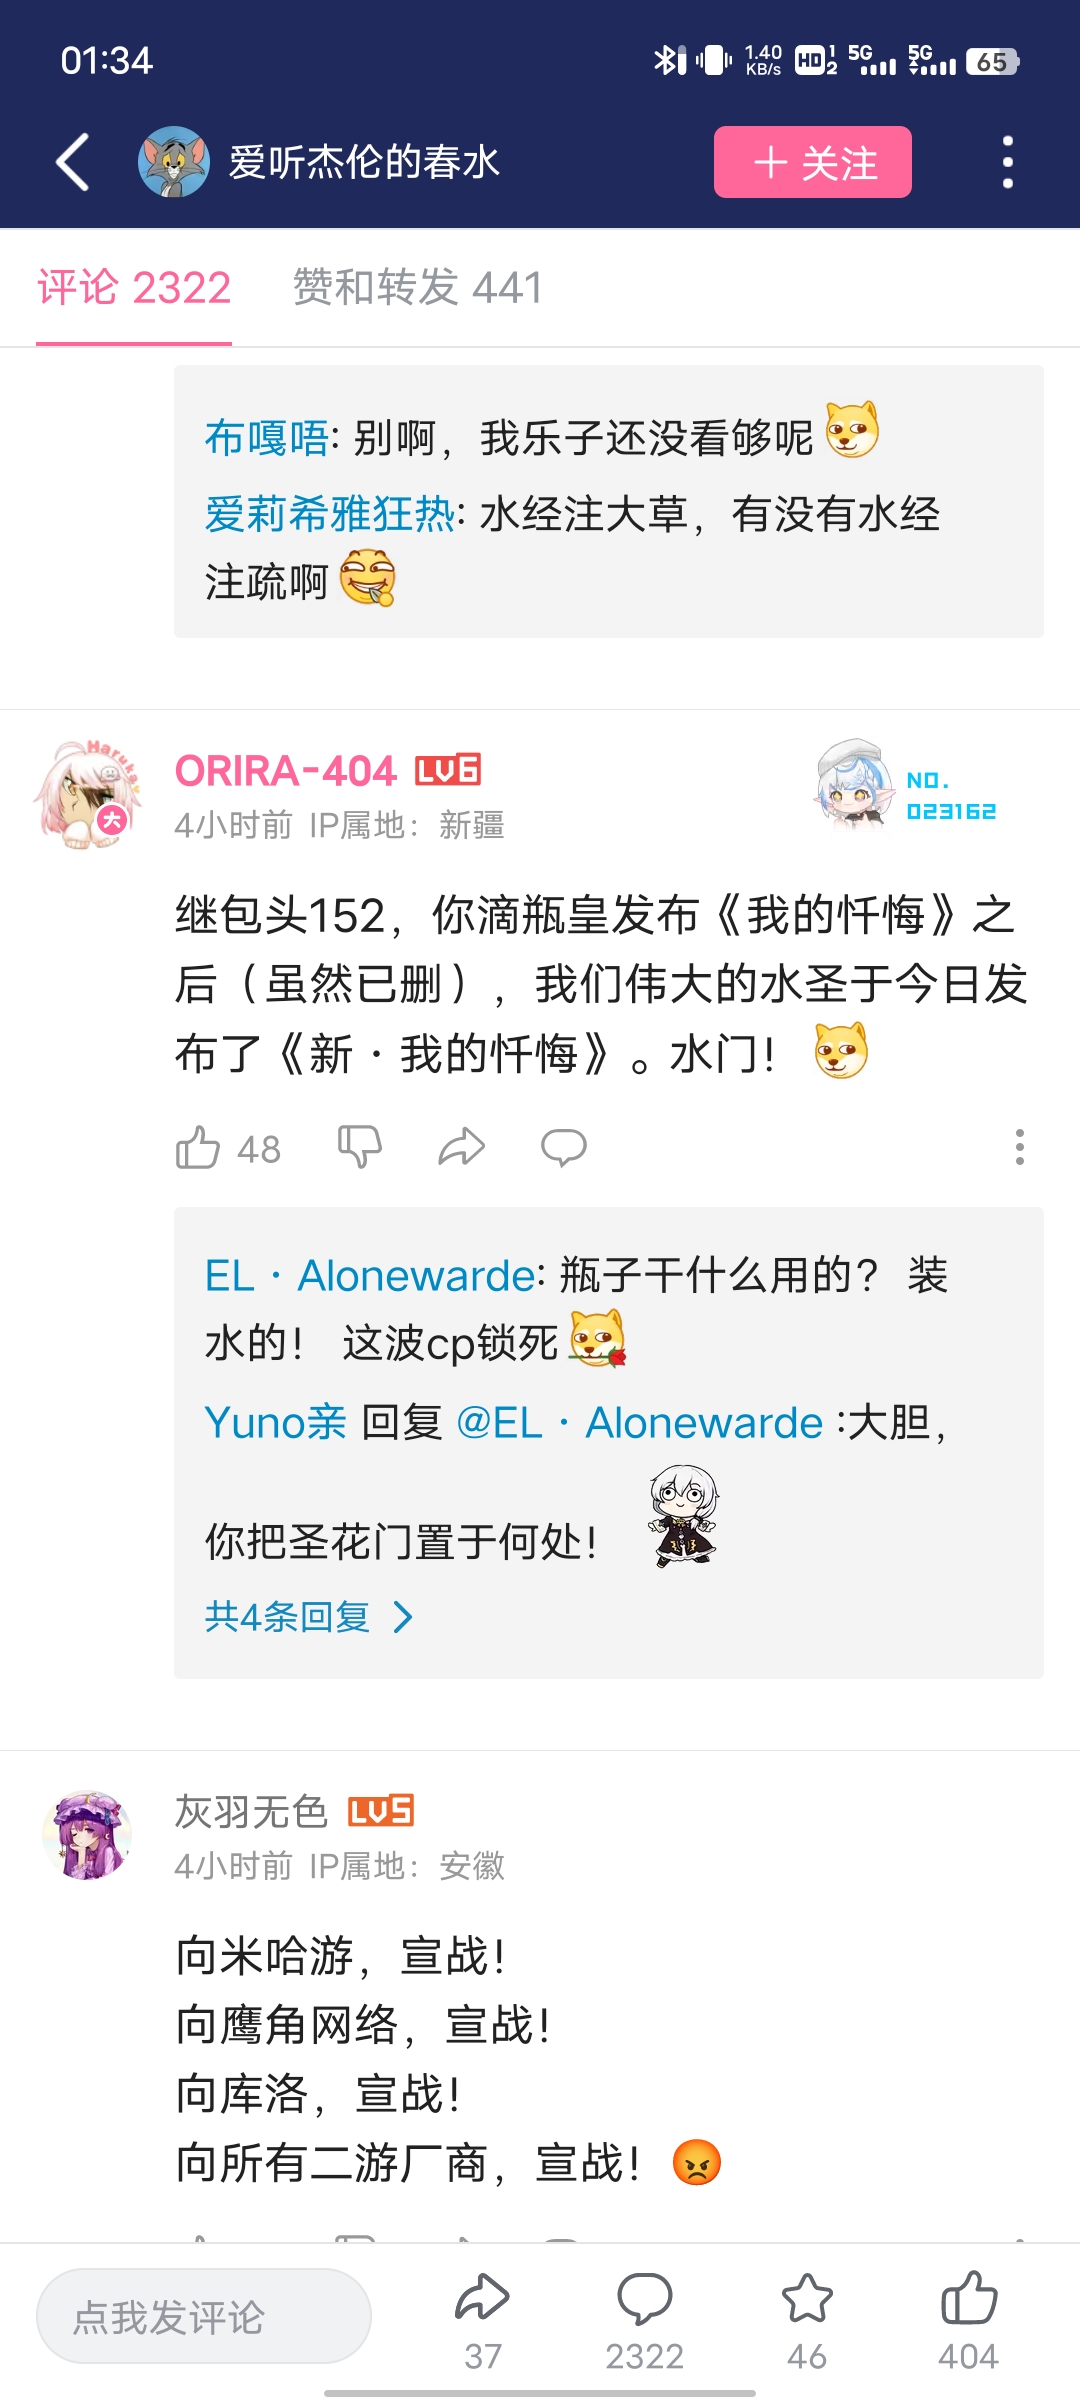 01:34
1.40 KB/s HD 1 2 5G 5G 65
爱听杰伦的春水
+ 关注
评论 2322 赞和转发 441
布嘎唔: 别啊，我乐子还没看够呢
爱莉希雅狂热: 水经注大草，有没有水经
注疏啊
Haruka
大
ORIRA-404 LV6
4小时前 IP属地：新疆
NO.
023162
继包头152，你滴瓶皇发布《我的忏悔》之
后（虽然已删），我们伟大的水圣于今日发
布了《新·我的忏悔》。水门！
48
EL · Alonewarde: 瓶子干什么用的？ 装
水的！ 这波cp锁死
Yuno亲 回复 @EL · Alonewarde :大胆，
你把圣花门置于何处！
共4条回复 >
灰羽无色 LV5
4小时前 IP属地：安徽
向米哈游，宣战！
向鹰角网络，宣战！
向库洛，宣战！
向所有二游厂商，宣战！😡
点我发评论
37 2322 46 404